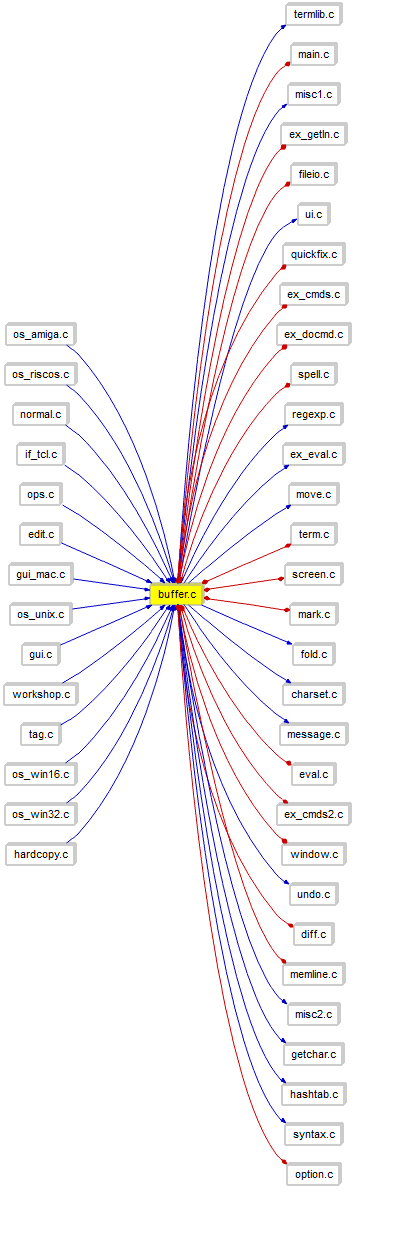 termlib.c
main.c
misc1.c
ex_getln.c
fileio.c
ui.c
quickfix.c
ex_cmds.c
ex_docmd.c
spell.c
regexp.c
ex_eval.c
move.c
term.c
screen.c
mark.c
fold.c
charset.c
message.c
eval.c
ex_cmds2.c
window.c
undo.c
diff.c
memline.c
misc2.c
getchar.c
hashtab.c
syntax.c
option.c
os_amiga.c
os_riscos.c
normal.c
if_tcl.c
ops.c
edit.c
gui_mac.c
os_unix.c
gui.c
workshop.c
tag.c
os_win16.c
os_win32.c
hardcopy.c
buffer.c